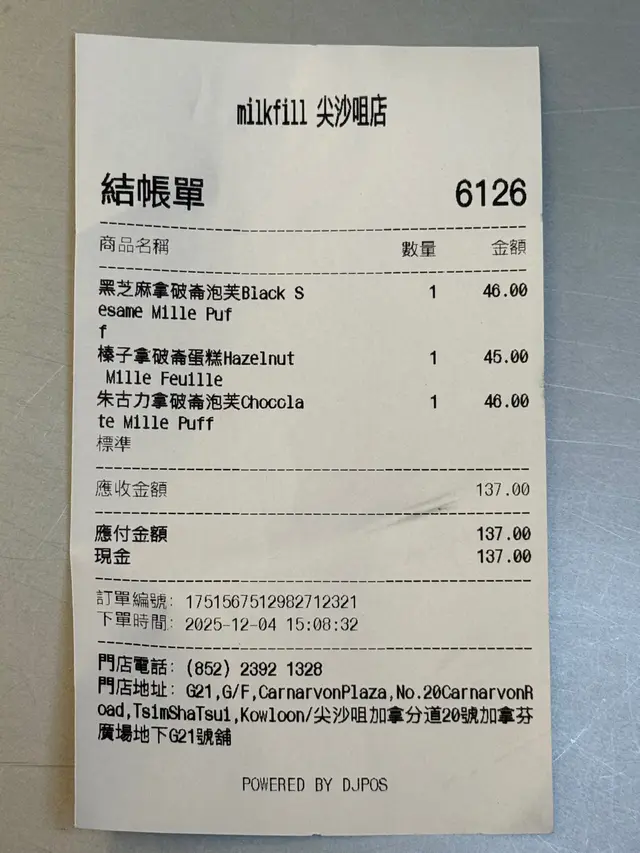 milkfill 尖沙咀店
結帳單 6126
商品名稱 數量 金額
黑芝麻拿破崙泡芙Black S 1 46.00
esame Mille Puf
f
榛子拿破崙蛋糕Hazelnut 1 45.00
Mille Feuille
朱古力拿破崙泡芙Chocola 1 46.00
te Mille Puff
標準
應收金額 137.00
應付金額 137.00
現金 137.00
訂單編號: 1751567512982712321
下單時間: 2025-12-04 15:08:32
門店電話: (852) 2392 1328
門店地址: G21,G/F,CarnarvonPlaza,No.20CarnarvonR
oad,TsimShaTsui,Kowloon/尖沙咀加拿分道20號加拿芬
廣場地下G21號舖
POWERED BY DJPOS